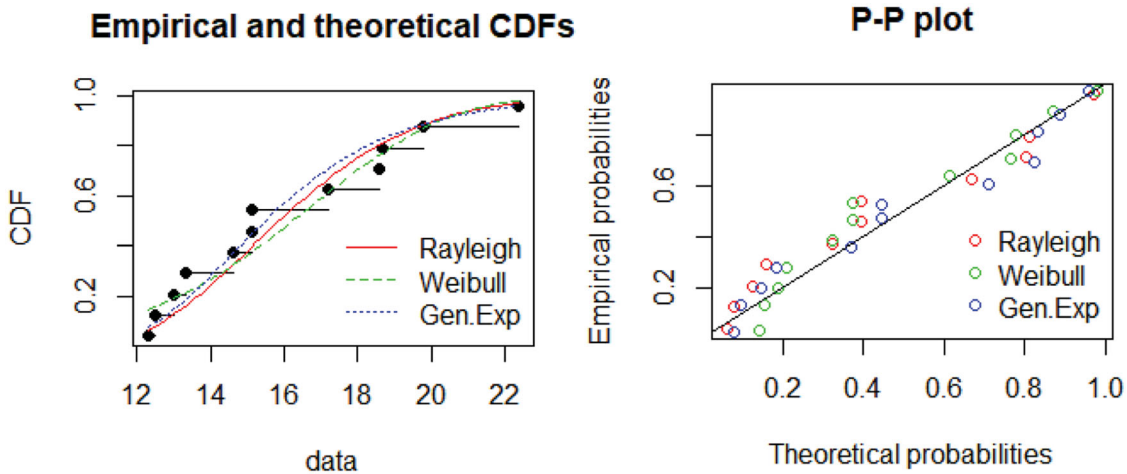 Empirical and theoretical CDFs
CDF
0.2
0.6
1.0
Rayleigh
Weibull
Gen.Exp
12
14
16
18
20
22
data
P-P plot
Empirical probabilities
0.2
0.6
Rayleigh
Weibull
Gen.Exp
0.2
0.4
0.6
0.8
1.0
Theoretical probabilities